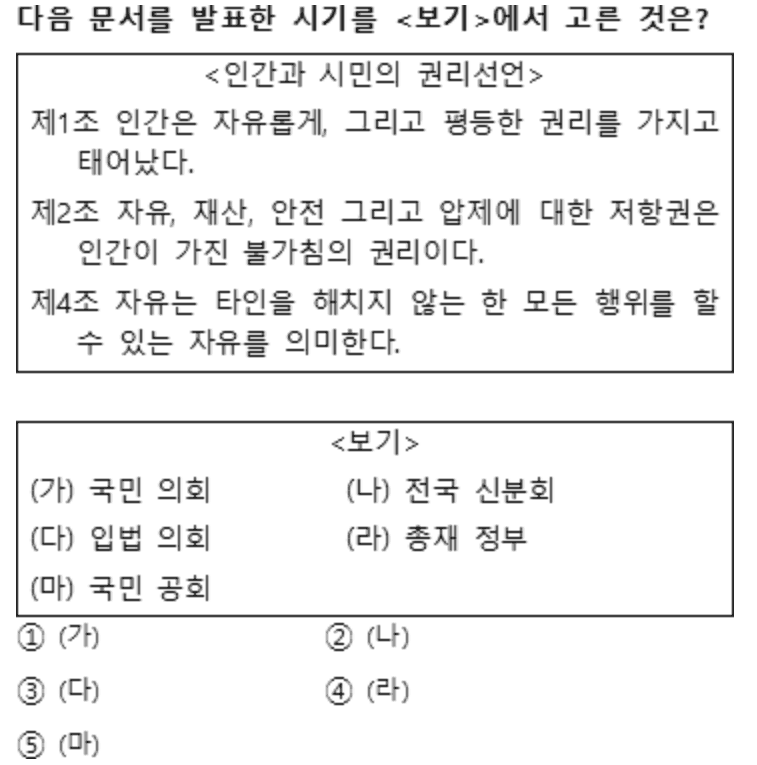 다음 문서를 발표한 시기를 <보기>에서 고른 것은?
<인간과 시민의 권리선언>
제1조 인간은 자유롭게, 그리고 평등한 권리를 가지고
태어났다.
제2조 자유, 재산, 안전 그리고 압제에 대한 저항권은
인간이 가진 불가침의 권리이다.
제4조 자유는 타인을 해치지 않는 한 모든 행위를 할
수 있는 자유를 의미한다.
<보기>
(가) 국민 의회 (나) 전국 신분회
(다) 입법 의회 (라) 총재 정부
(마) 국민 공회
① (가) ② (나)
③ (다) ④ (라)
⑤ (마)